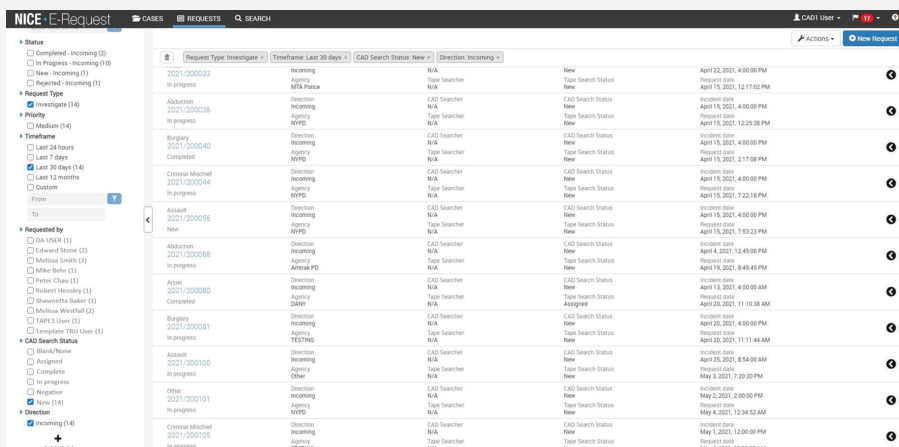 NICE • E-Request CASES REQUESTS SEARCH CAD1 User 17
Actions New Request
Status
Completed - Incoming (2)
In Progress - Incoming (10)
New - Incoming (1)
Rejected - Incoming (1)
Request Type
Investigate (14)
Priority
Medium (14)
Timeframe
Last 24 hours
Last 7 days
Last 30 days (14)
Last 12 months
Custom
From
To
Requested by
DA USER (1)
Edward Stone (2)
Melissa Smith (2)
Mike Behr (1)
Peter Chau (1)
Robert Hensley (1)
Shawnetta Baker (1)
Melissa Westfall (2)
TAPE1 User (1)
Template TRU User (1)
CAD Search Status
Blank/None
Assigned
Complete
In progress
Negative
New (14)
Direction
Incoming (14)
Request Type: Investigate × Timeframe: Last 30 days × CAD Search Status: New × Direction: Incoming ×
Incoming N/A New April 22, 2021, 4:00:00 PM
2021/200033 Agency Tape Searcher Tape Search Status Request date
In progress MTA Police N/A New April 15, 2021, 12:17:02 PM
Abduction Direction CAD Searcher CAD Search Status Incident date
2021/200036 Incoming N/A New April 15, 2021, 4:00:00 PM
Agency Tape Searcher Tape Search Status Request date
In progress NYPD N/A New April 15, 2021, 12:25:38 PM
Burglary Direction CAD Searcher CAD Search Status Incident date
2021/200040 Incoming N/A New April 15, 2021, 4:00:00 PM
Agency Tape Searcher Tape Search Status Request date
Completed NYPD N/A New April 15, 2021, 2:17:08 PM
Criminal Mischief Direction CAD Searcher CAD Search Status Incident date
2021/200044 Incoming N/A New April 15, 2021, 4:00:00 PM
Agency Tape Searcher Tape Search Status Request date
In progress NYPD N/A New April 15, 2021, 7:22:18 PM
Assault Direction CAD Searcher CAD Search Status Incident date
2021/200056 Incoming N/A New April 15, 2021, 4:00:00 PM
Agency Tape Searcher Tape Search Status Request date
New NYPD N/A New April 15, 2021, 7:53:23 PM
Abduction Direction CAD Searcher CAD Search Status Incident date
2021/200068 Incoming N/A New April 4, 2021, 12:45:00 PM
Agency Tape Searcher Tape Search Status Request date
In progress Amtrak PD N/A New April 19, 2021, 8:49:45 PM
Arson Direction CAD Searcher CAD Search Status Incident date
2021/200080 Incoming N/A New April 13, 2021, 4:00:00 AM
Agency Tape Searcher Tape Search Status Request date
Completed DANY N/A Assigned April 20, 2021, 11:10:38 AM
Burglary Direction CAD Searcher CAD Search Status Incident date
2021/200081 Incoming N/A New April 20, 2021, 4:00:00 PM
Agency Tape Searcher Tape Search Status Request date
In progress TESTING N/A New April 20, 2021, 11:11:44 AM
Assault Direction CAD Searcher CAD Search Status Incident date
2021/200100 Incoming N/A New April 25, 2021, 8:54:00 AM
Agency Tape Searcher Tape Search Status Request date
In progress Other N/A New May 3, 2021, 7:20:20 PM
Other Direction CAD Searcher CAD Search Status Incident date
2021/200101 Incoming N/A New May 2, 2021, 2:00:00 PM
Agency Tape Searcher Tape Search Status Request date
In progress NYPD N/A New May 4, 2021, 12:34:52 AM
Criminal Mischief Direction CAD Searcher CAD Search Status Incident date
2021/200105 Incoming N/A New May 1, 2021, 12:00:00 PM
Agency Tape Searcher Tape Search Status Request date
In progress